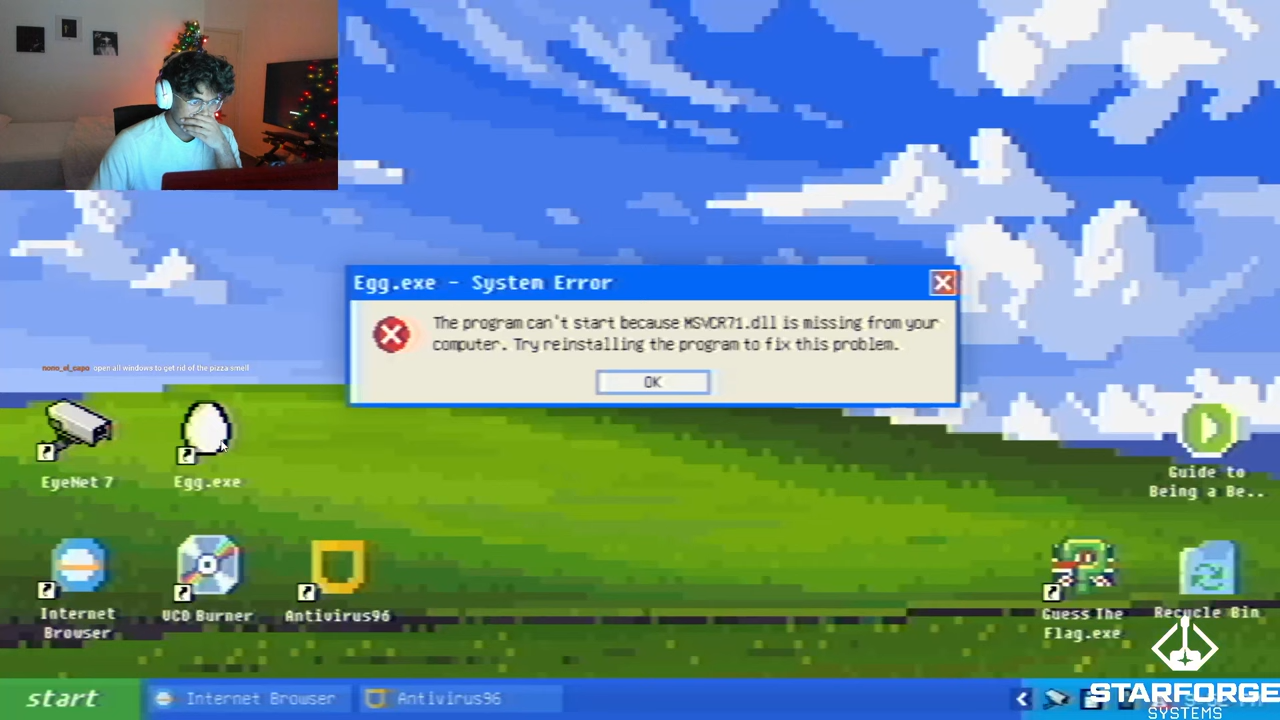 Egg.exe - System Error
The program can't start because MSVCR71.dll is missing from your
computer. Try reinstalling the program to fix this problem.
OK
nono_el_capo open all windows to get rid of the pizza smell
EyeNet 7
Egg.exe
Guide to
Being a Be..
Internet
Browser
VCD Burner
Antivirus96
Guess The
Flag.exe
Recycle Bin
start
Internet Browser
Antivirus96
STARFORGE
SYSTEMS